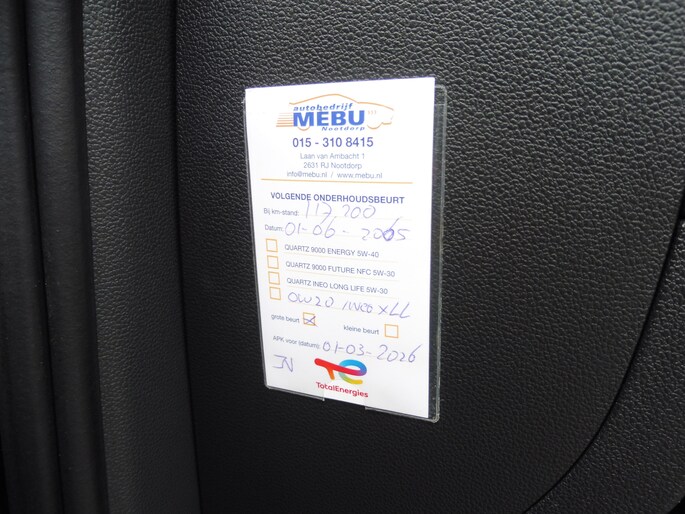 autobedrijf
MEBU
Nootdorp
015 - 310 8415
Laan van Ambacht 1
2631 RJ Nootdorp
info@mebu.nl / www.mebu.nl
VOLGENDE ONDERHOUDSBEURT
Bij km-stand: 117.200
Datum: 01-06-2065
QUARTZ 9000 ENERGY 5W-40
QUARTZ 9000 FUTURE NFC 5W-30
QUARTZ INEO LONG LIFE 5W-30
0W20 INEO XLL
grote beurt kleine beurt
APK voor (datum): 01-03-2026
JN
TotalEnergies